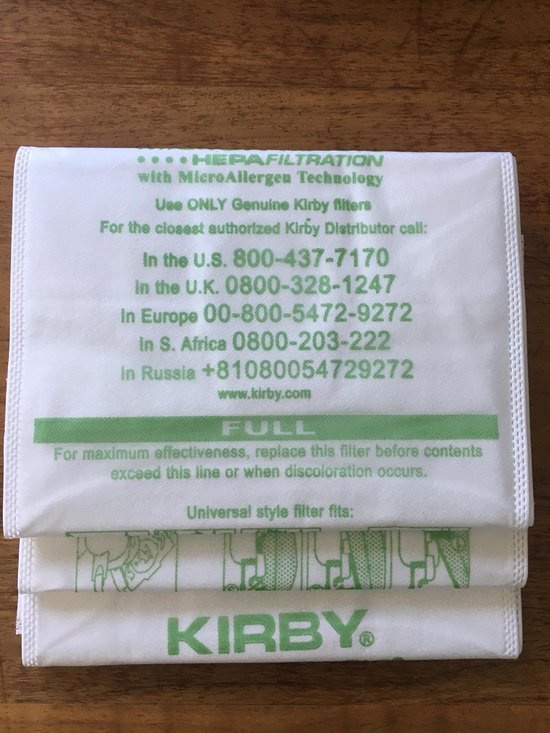 • • • • HEPAFILTRATION
with MicroAllergen Technology
Use ONLY Genuine Kirby filters
For the closest authorized Kirby Distributor call:
In the U.S. 800-437-7170
In the U.K. 0800-328-1247
In Europe 00-800-5472-9272
In S. Africa 0800-203-222
In Russia +81080054729272
www.kirby.com
FULL
For maximum effectiveness, replace this filter before contents
exceed this line or when discoloration occurs.
Universal style filter fits:
KIRBY®